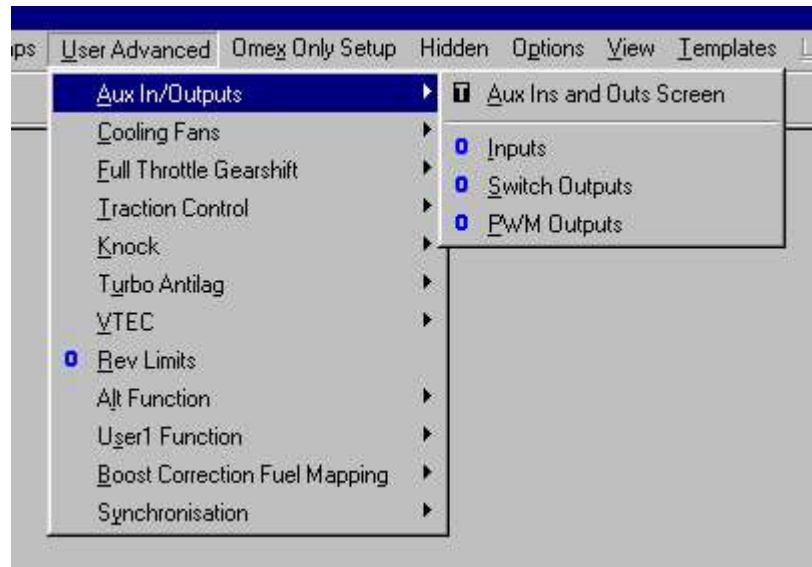 ps User Advanced Omex Only Setup Hidden Options View Templates
Aux In/Outputs
Cooling Fans
Full Throttle Gearshift
Traction Control
Knock
Turbo Antilag
VTEC
Rev Limits
Alt Function
User1 Function
Boost Correction Fuel Mapping
Synchronisation
T Aux Ins and Outs Screen
O Inputs
O Switch Outputs
O PWM Outputs